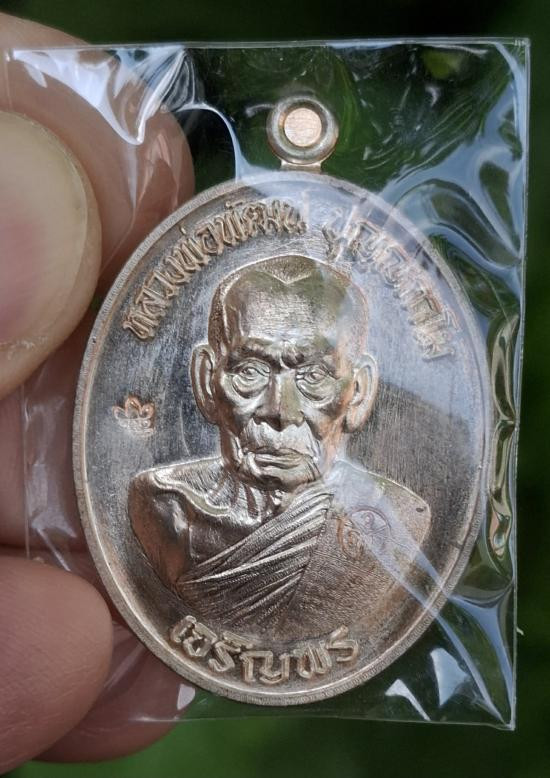 หลวงพ่อพัฒน์ ปุญฺญกาโม
เจริญพร